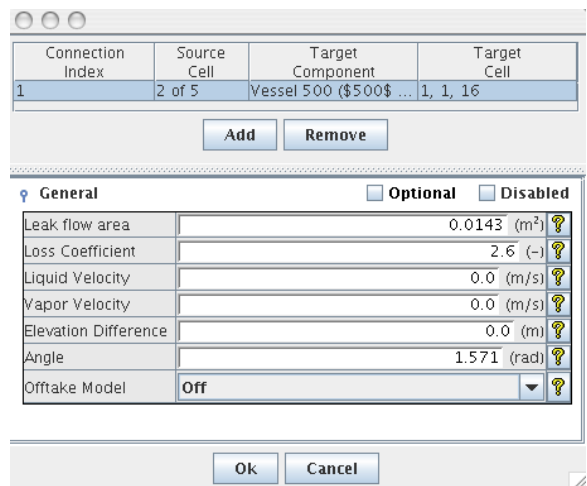 Connection Index Source Cell Target Component Target Cell
1 2 of 5 Vessel 500 ($500$ ... 1, 1, 16
Add Remove
General Optional Disabled
Leak flow area 0.0143 (m²) ?
Loss Coefficient 2.6 (-) ?
Liquid Velocity 0.0 (m/s) ?
Vapor Velocity 0.0 (m/s) ?
Elevation Difference 0.0 (m) ?
Angle 1.571 (rad) ?
Offtake Model Off ?
Ok Cancel